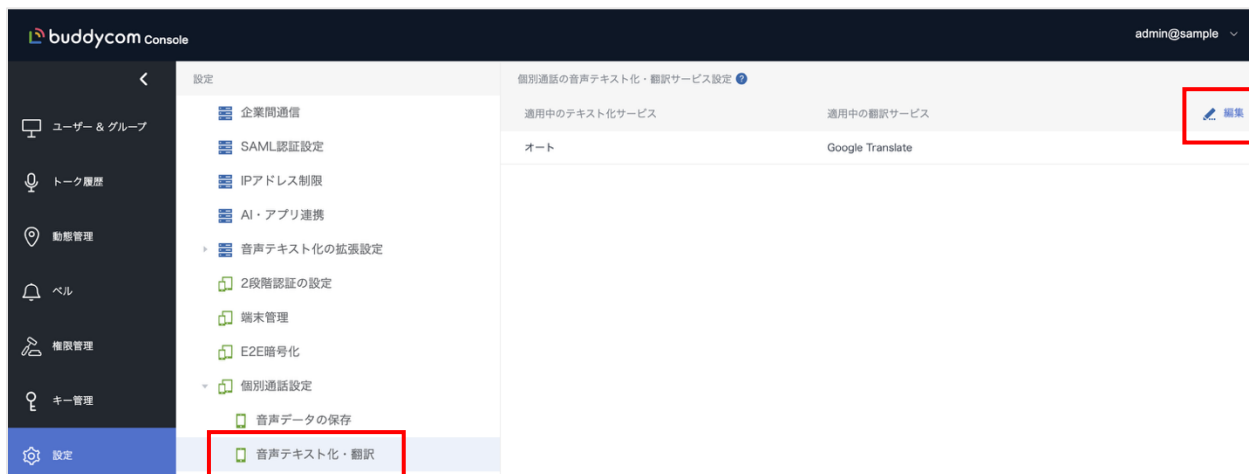 buddycom Console
admin@sample
ユーザー & グループ
トーク履歴
動態管理
ベル
権限管理
キー管理
設定
設定
企業間通信
SAML認証設定
IPアドレス制限
AI・アプリ連携
音声テキスト化の拡張設定
2段階認証の設定
端末管理
E2E暗号化
個別通話設定
音声データの保存
音声テキスト化・翻訳
個別通話の音声テキスト化・翻訳サービス設定 ?
適用中のテキスト化サービス 適用中の翻訳サービス 編集
オート Google Translate